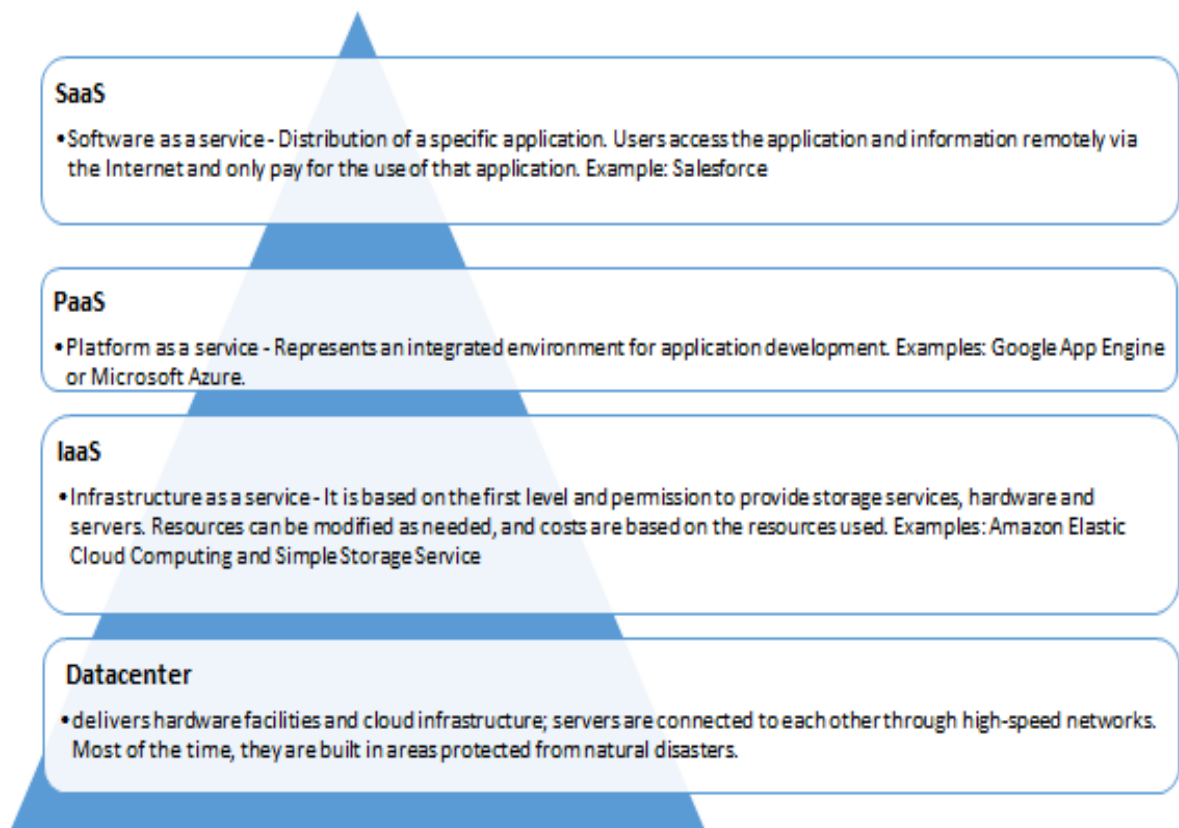 SaaS
•Software as a service - Distribution of a specific application. Users access the application and information remotely via
the Internet and only pay for the use of that application. Example: Salesforce
PaaS
•Platform as a service - Represents an integrated environment for application development. Examples: Google App Engine
or Microsoft Azure.
IaaS
•Infrastructure as a service - It is based on the first level and permission to provide storage services, hardware and
servers. Resources can be modified as needed, and costs are based on the resources used. Examples: Amazon Elastic
Cloud Computing and Simple Storage Service
Datacenter
•delivers hardware facilities and cloud infrastructure; servers are connected to each other through high-speed networks.
Most of the time, they are built in areas protected from natural disasters.